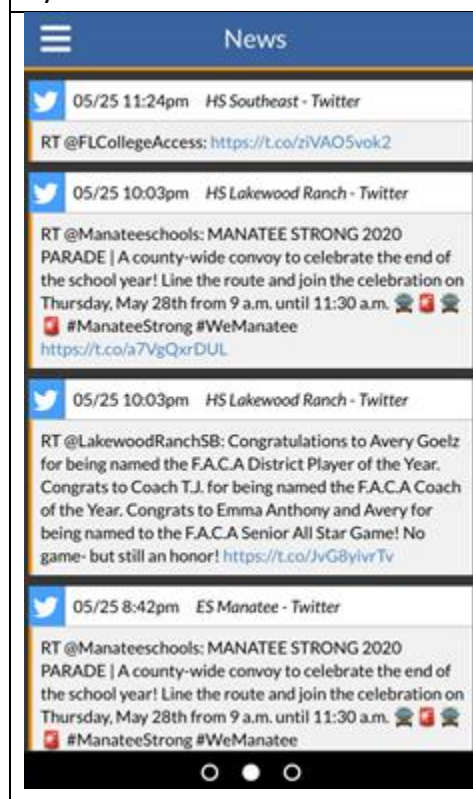 News
05/25 11:24pm HS Southeast - Twitter
RT @FLCollegeAccess: https://t.co/ziVAO5vok2
05/25 10:03pm HS Lakewood Ranch - Twitter
RT @Manateeschools: MANATEE STRONG 2020
PARADE | A county-wide convoy to celebrate the end of
the school year! Line the route and join the celebration on
Thursday, May 28th from 9 a.m. until 11:30 a.m. 🚔 🚨 🚔
🚨 #ManateeStrong #WeManatee
https://t.co/a7VgQxrDUL
05/25 10:03pm HS Lakewood Ranch - Twitter
RT @LakewoodRanchSB: Congratulations to Avery Goelz
for being named the F.A.C.A District Player of the Year.
Congrats to Coach T.J. for being named the F.A.C.A Coach
of the Year. Congrats to Emma Anthony and Avery for
being named to the F.A.C.A Senior All Star Game! No
game- but still an honor! https://t.co/JvG8yivrTv
05/25 8:42pm ES Manatee - Twitter
RT @Manateeschools: MANATEE STRONG 2020
PARADE | A county-wide convoy to celebrate the end of
the school year! Line the route and join the celebration on
Thursday, May 28th from 9 a.m. until 11:30 a.m. 🚔 🚨 🚔
🚨 #ManateeStrong #WeManatee